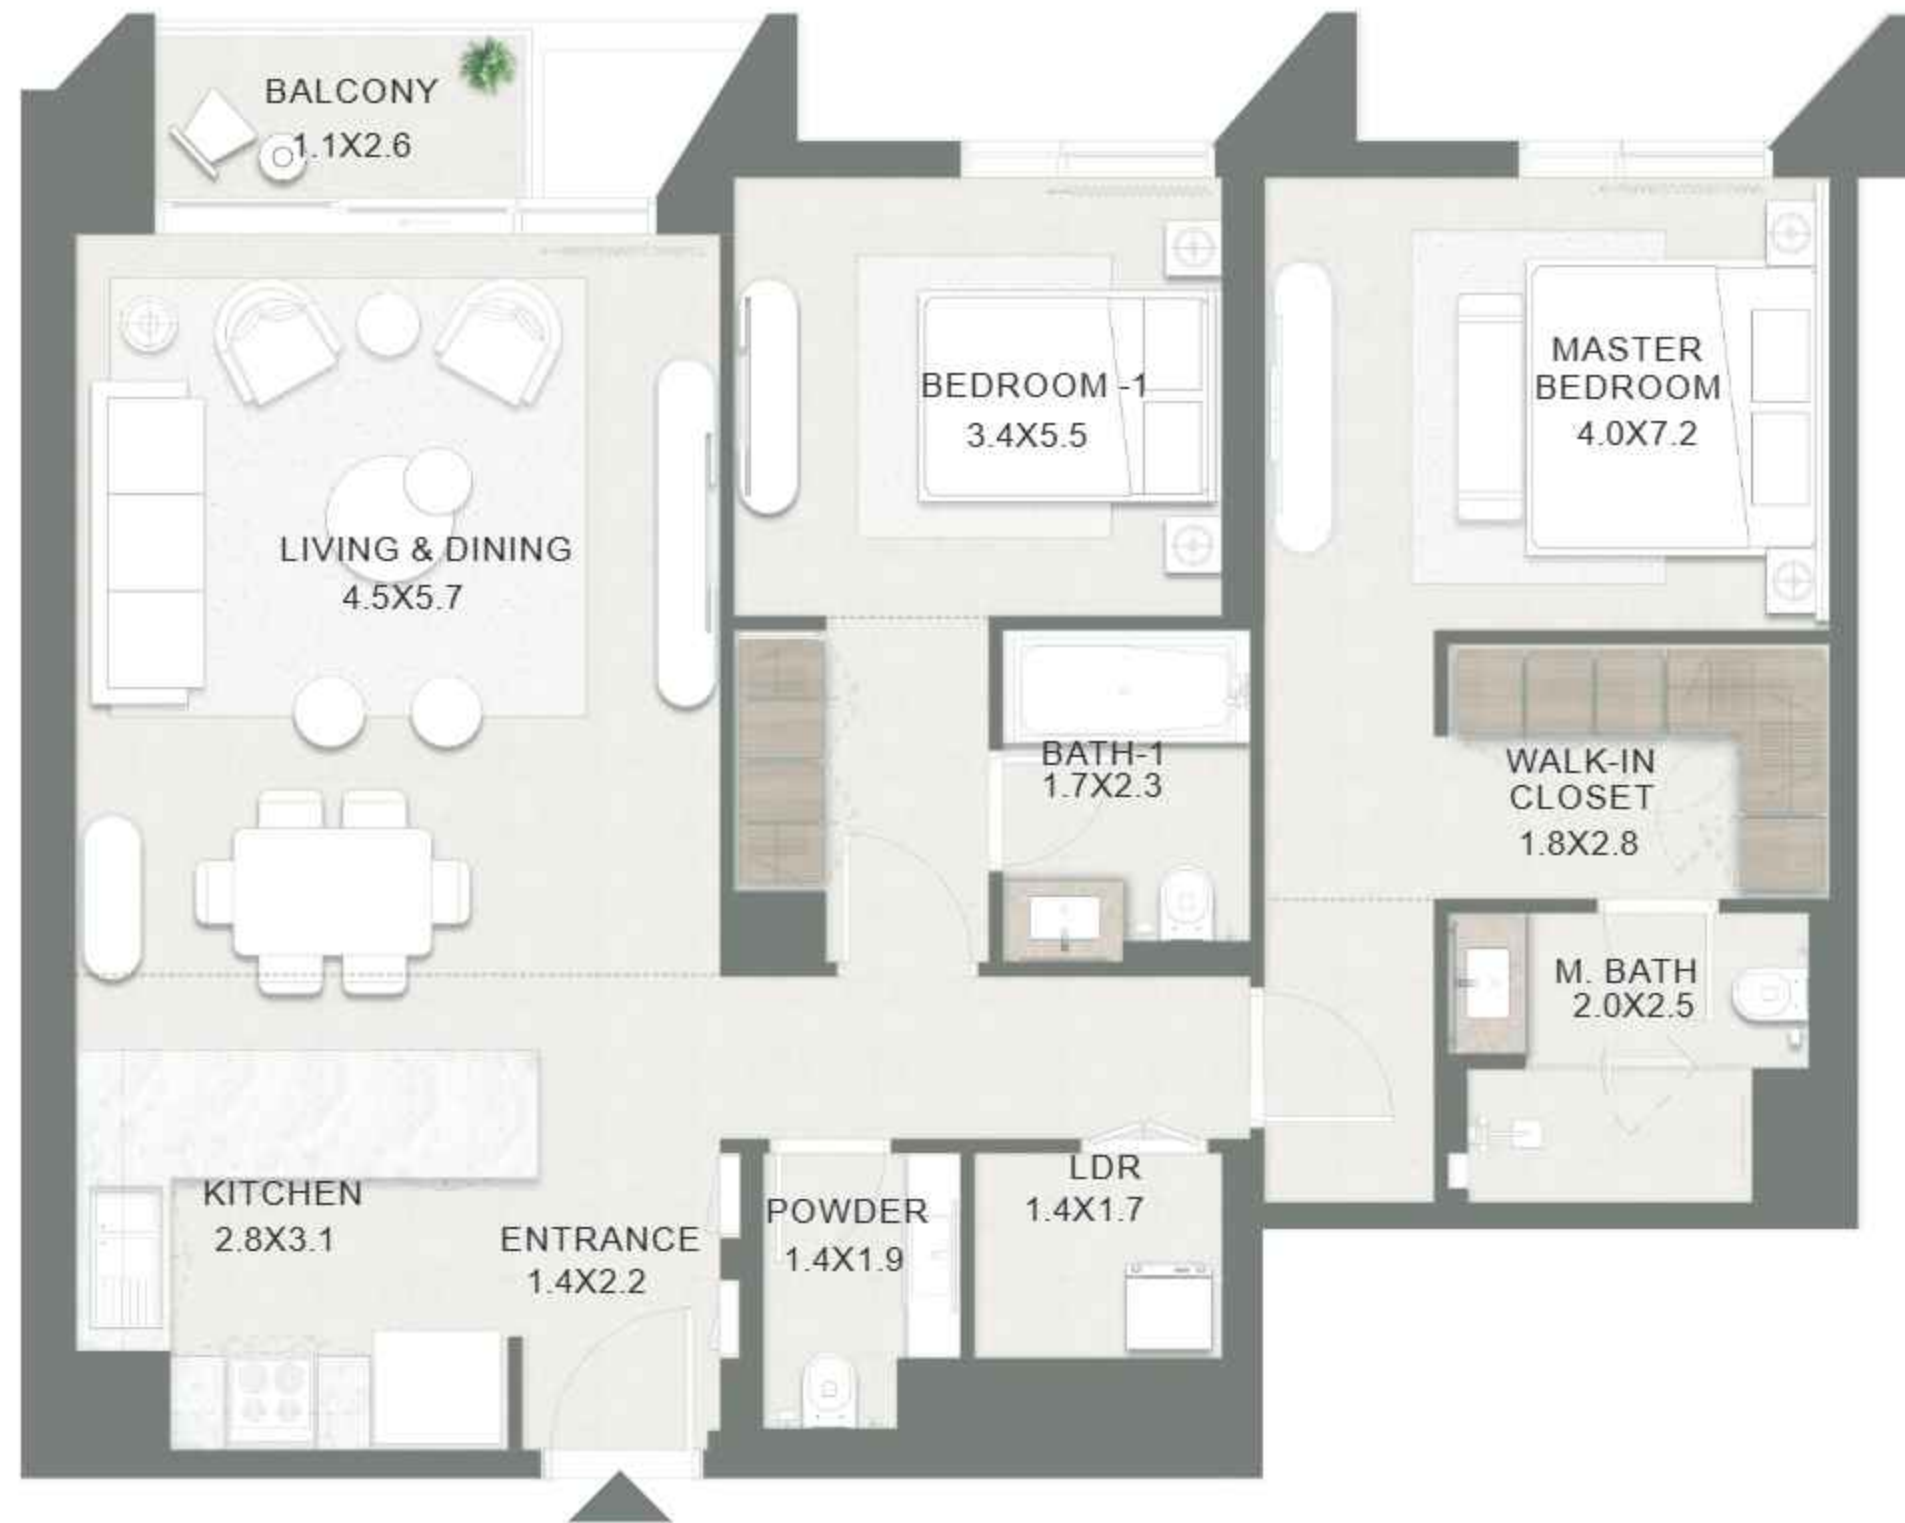 BALCONY
1.1X2.6
BEDROOM -1
3.4X5.5
MASTER
BEDROOM
4.0X7.2
LIVING & DINING
4.5X5.7
BATH-1
1.7X2.3
WALK-IN
CLOSET
1.8X2.8
M. BATH
2.0X2.5
KITCHEN
2.8X3.1
ENTRANCE
1.4X2.2
POWDER
1.4X1.9
LDR
1.4X1.7